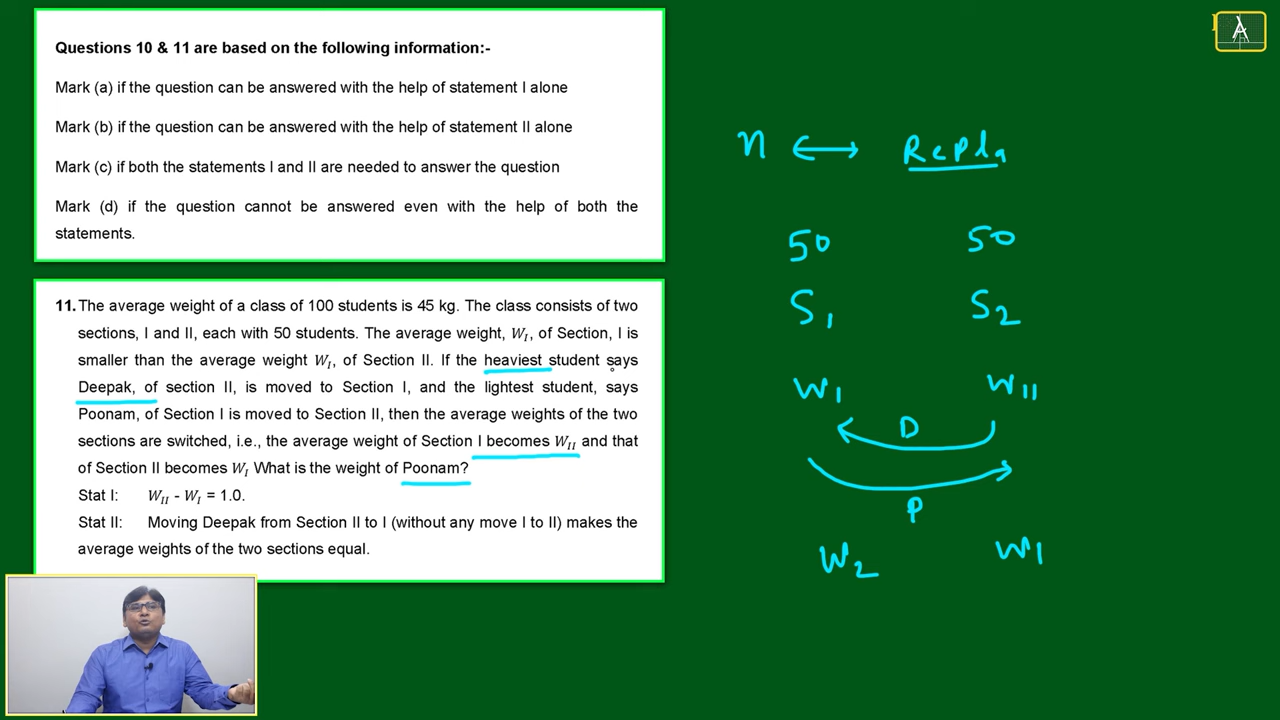 Questions 10 & 11 are based on the following information:-
Mark (a) if the question can be answered with the help of statement I alone
Mark (b) if the question can be answered with the help of statement II alone
Mark (c) if both the statements I and II are needed to answer the question
Mark (d) if the question cannot be answered even with the help of both the
statements.
11. The average weight of a class of 100 students is 45 kg. The class consists of two
sections, I and II, each with 50 students. The average weight, W_I, of Section, I is
smaller than the average weight W_I, of Section II. If the heaviest student says
Deepak, of section II, is moved to Section I, and the lightest student, says
Poonam, of Section I is moved to Section II, then the average weights of the two
sections are switched, i.e., the average weight of Section I becomes W_II and that
of Section II becomes W_I What is the weight of Poonam?
Stat I: W_II - W_I = 1.0.
Stat II: Moving Deepak from Section II to I (without any move I to II) makes the
average weights of the two sections equal.
n ↔ Repla
50 50
S1 S2
W1 W11
D
P
W2 W1
A